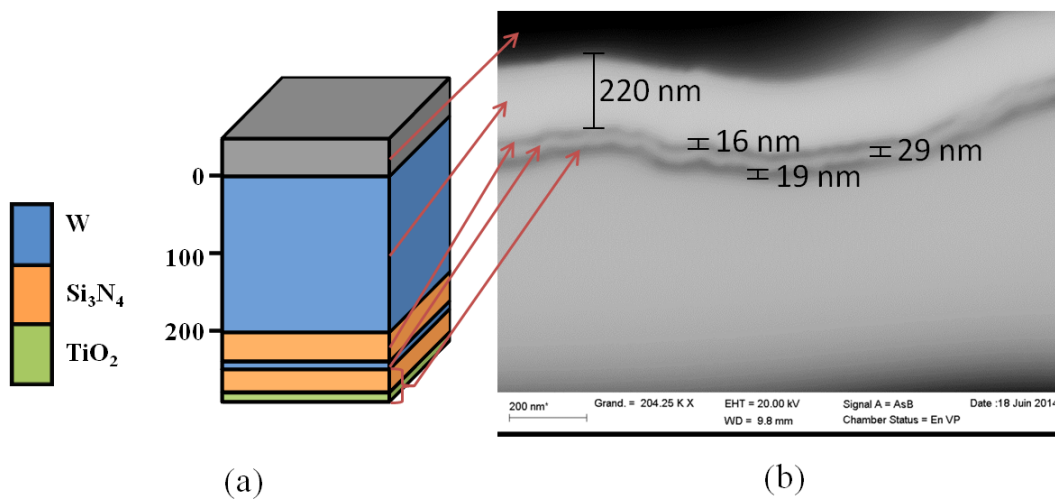 W
Si₃N₄
TiO₂
0
100
200
220 nm
16 nm
29 nm
19 nm
200 nm*
Grand. = 204.25 K X
EHT = 20.00 kV
Signal A = AsB
Date :18 Juin 2014
WD = 9.8 mm
Chamber Status = En VP
(a)
(b)